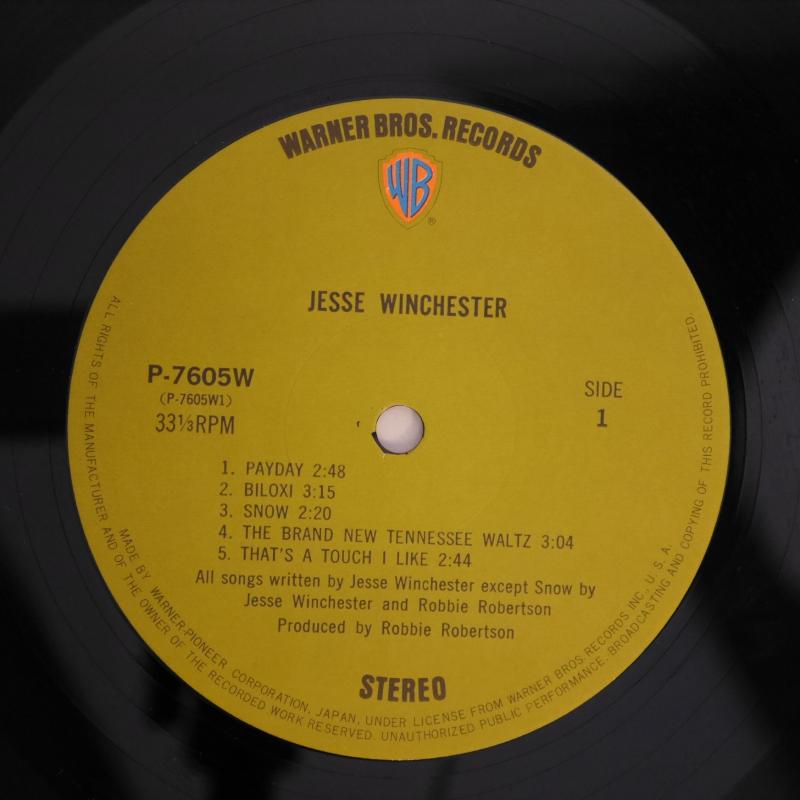 WARNER BROS. RECORDS
WB
®
JESSE WINCHESTER
P-7605W
(P-7605W1)
33⅓RPM
SIDE
1
1. PAYDAY 2:48
2. BILOXI 3:15
3. SNOW 2:20
4. THE BRAND NEW TENNESSEE WALTZ 3:04
5. THAT'S A TOUCH I LIKE 2:44
All songs written by Jesse Winchester except Snow by
Jesse Winchester and Robbie Robertson
Produced by Robbie Robertson
STEREO
MADE BY WARNER-PIONEER CORPORATION, JAPAN, UNDER LICENSE FROM WARNER BROS. RECORDS INC., U. S. A.
ALL RIGHTS OF THE MANUFACTURER AND OF THE OWNER OF THE RECORDED WORK RESERVED. UNAUTHORIZED PUBLIC PERFORMANCE, BROADCASTING AND COPYING OF THIS RECORD PROHIBITED.